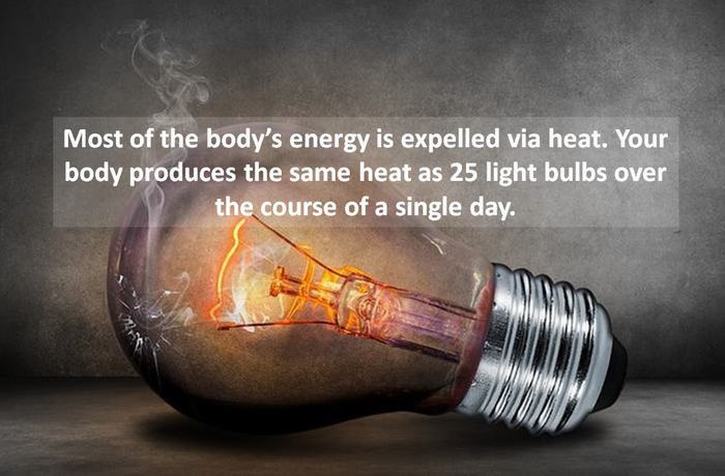 Most of the body's energy is expelled via heat. Your
body produces the same heat as 25 light bulbs over
the course of a single day.